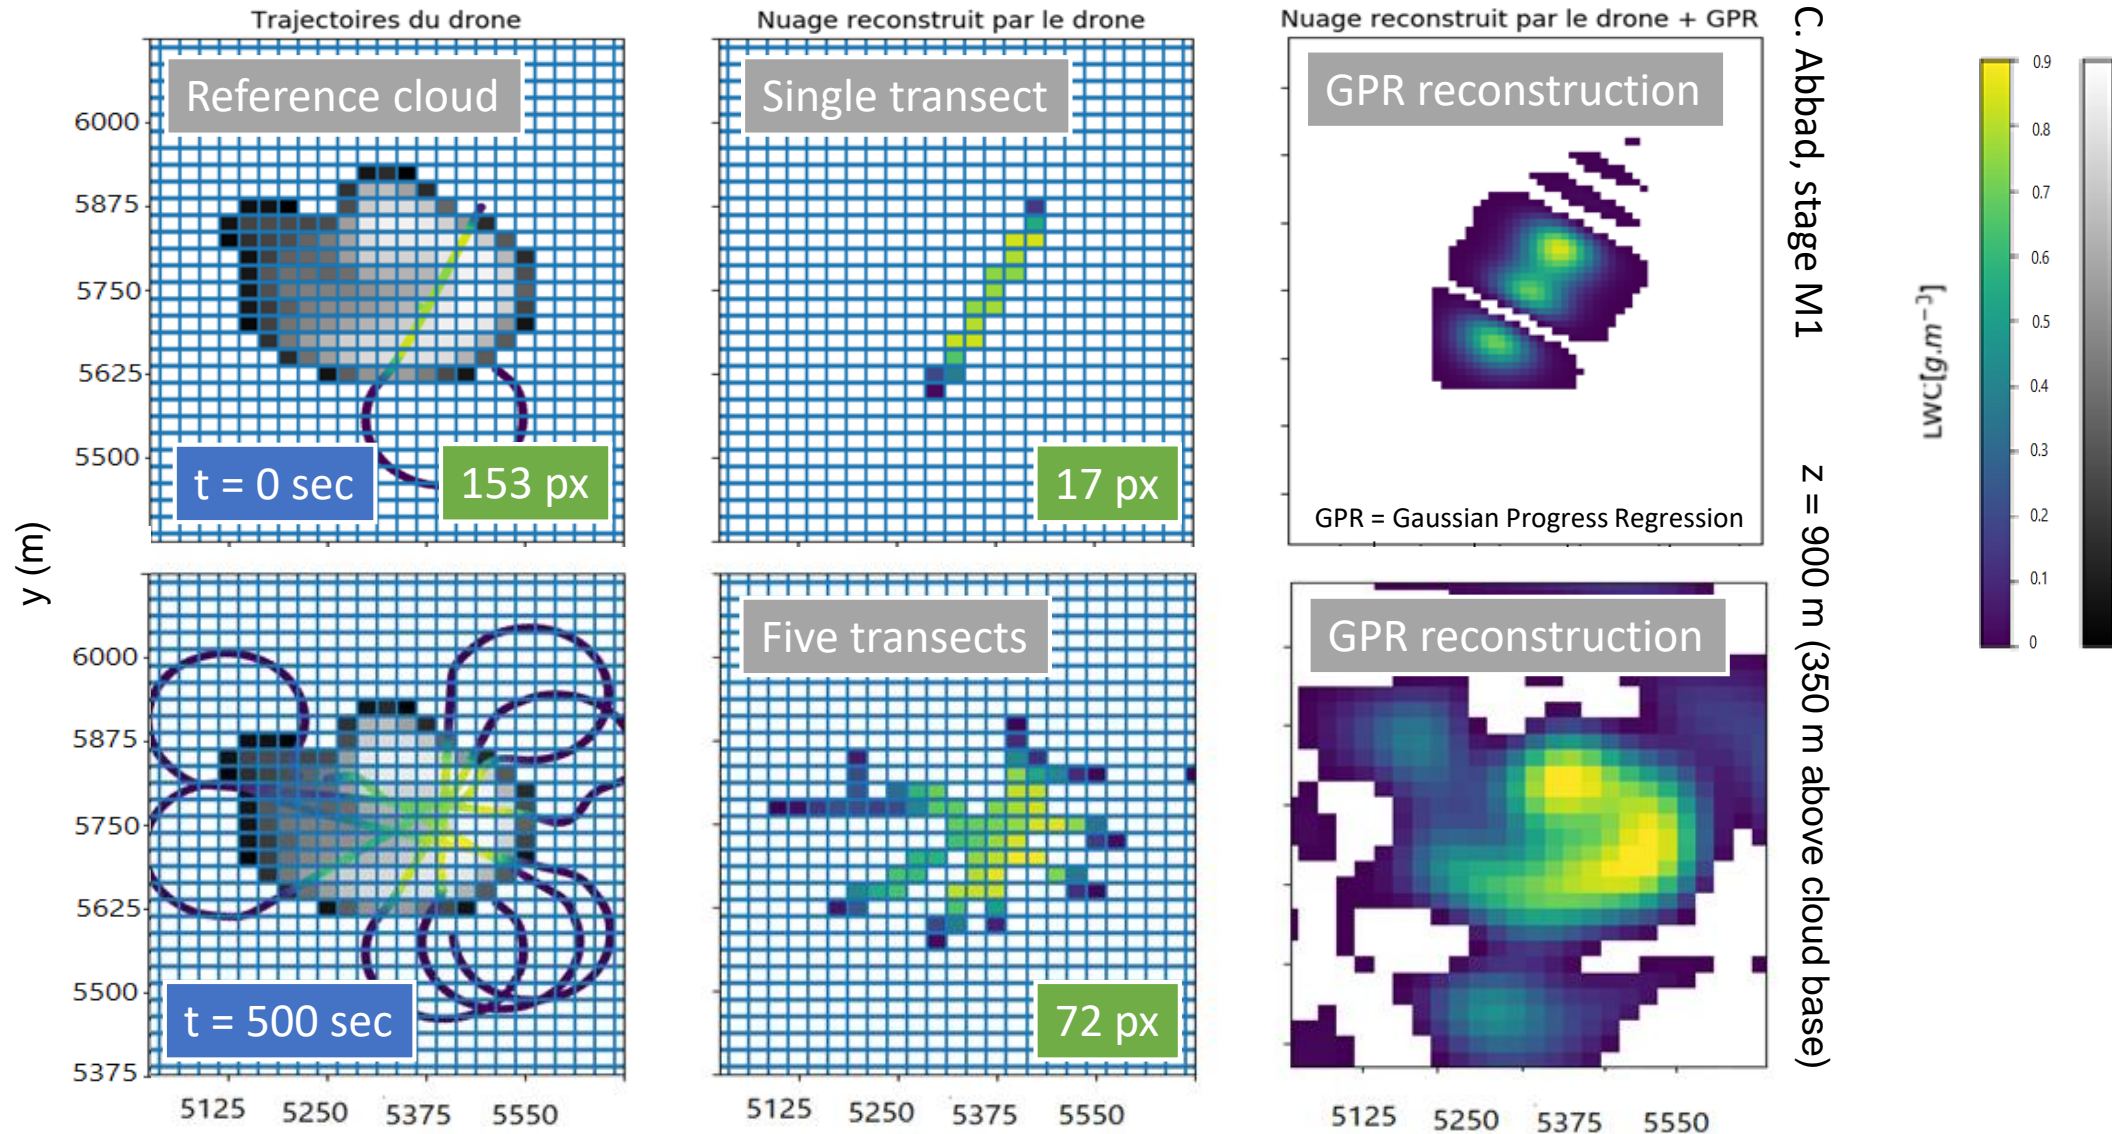 Trajectoires du drone
Nuage reconstruit par le drone
Nuage reconstruit par le drone + GPR
Reference cloud
Single transect
GPR reconstruction
6000
5875
5750
5625
5500
t = 0 sec
153 px
17 px
GPR = Gaussian Progress Regression
y (m)
Five transects
GPR reconstruction
6000
5875
5750
5625
5500
5375
t = 500 sec
72 px
5125 5250 5375 5550
5125 5250 5375 5550
5125 5250 5375 5550
C. Abbad, stage M1
z = 900 m (350 m above cloud base)
LWC[g.m⁻³]
0.9
0.8
0.7
0.6
0.5
0.4
0.3
0.2
0.1
0